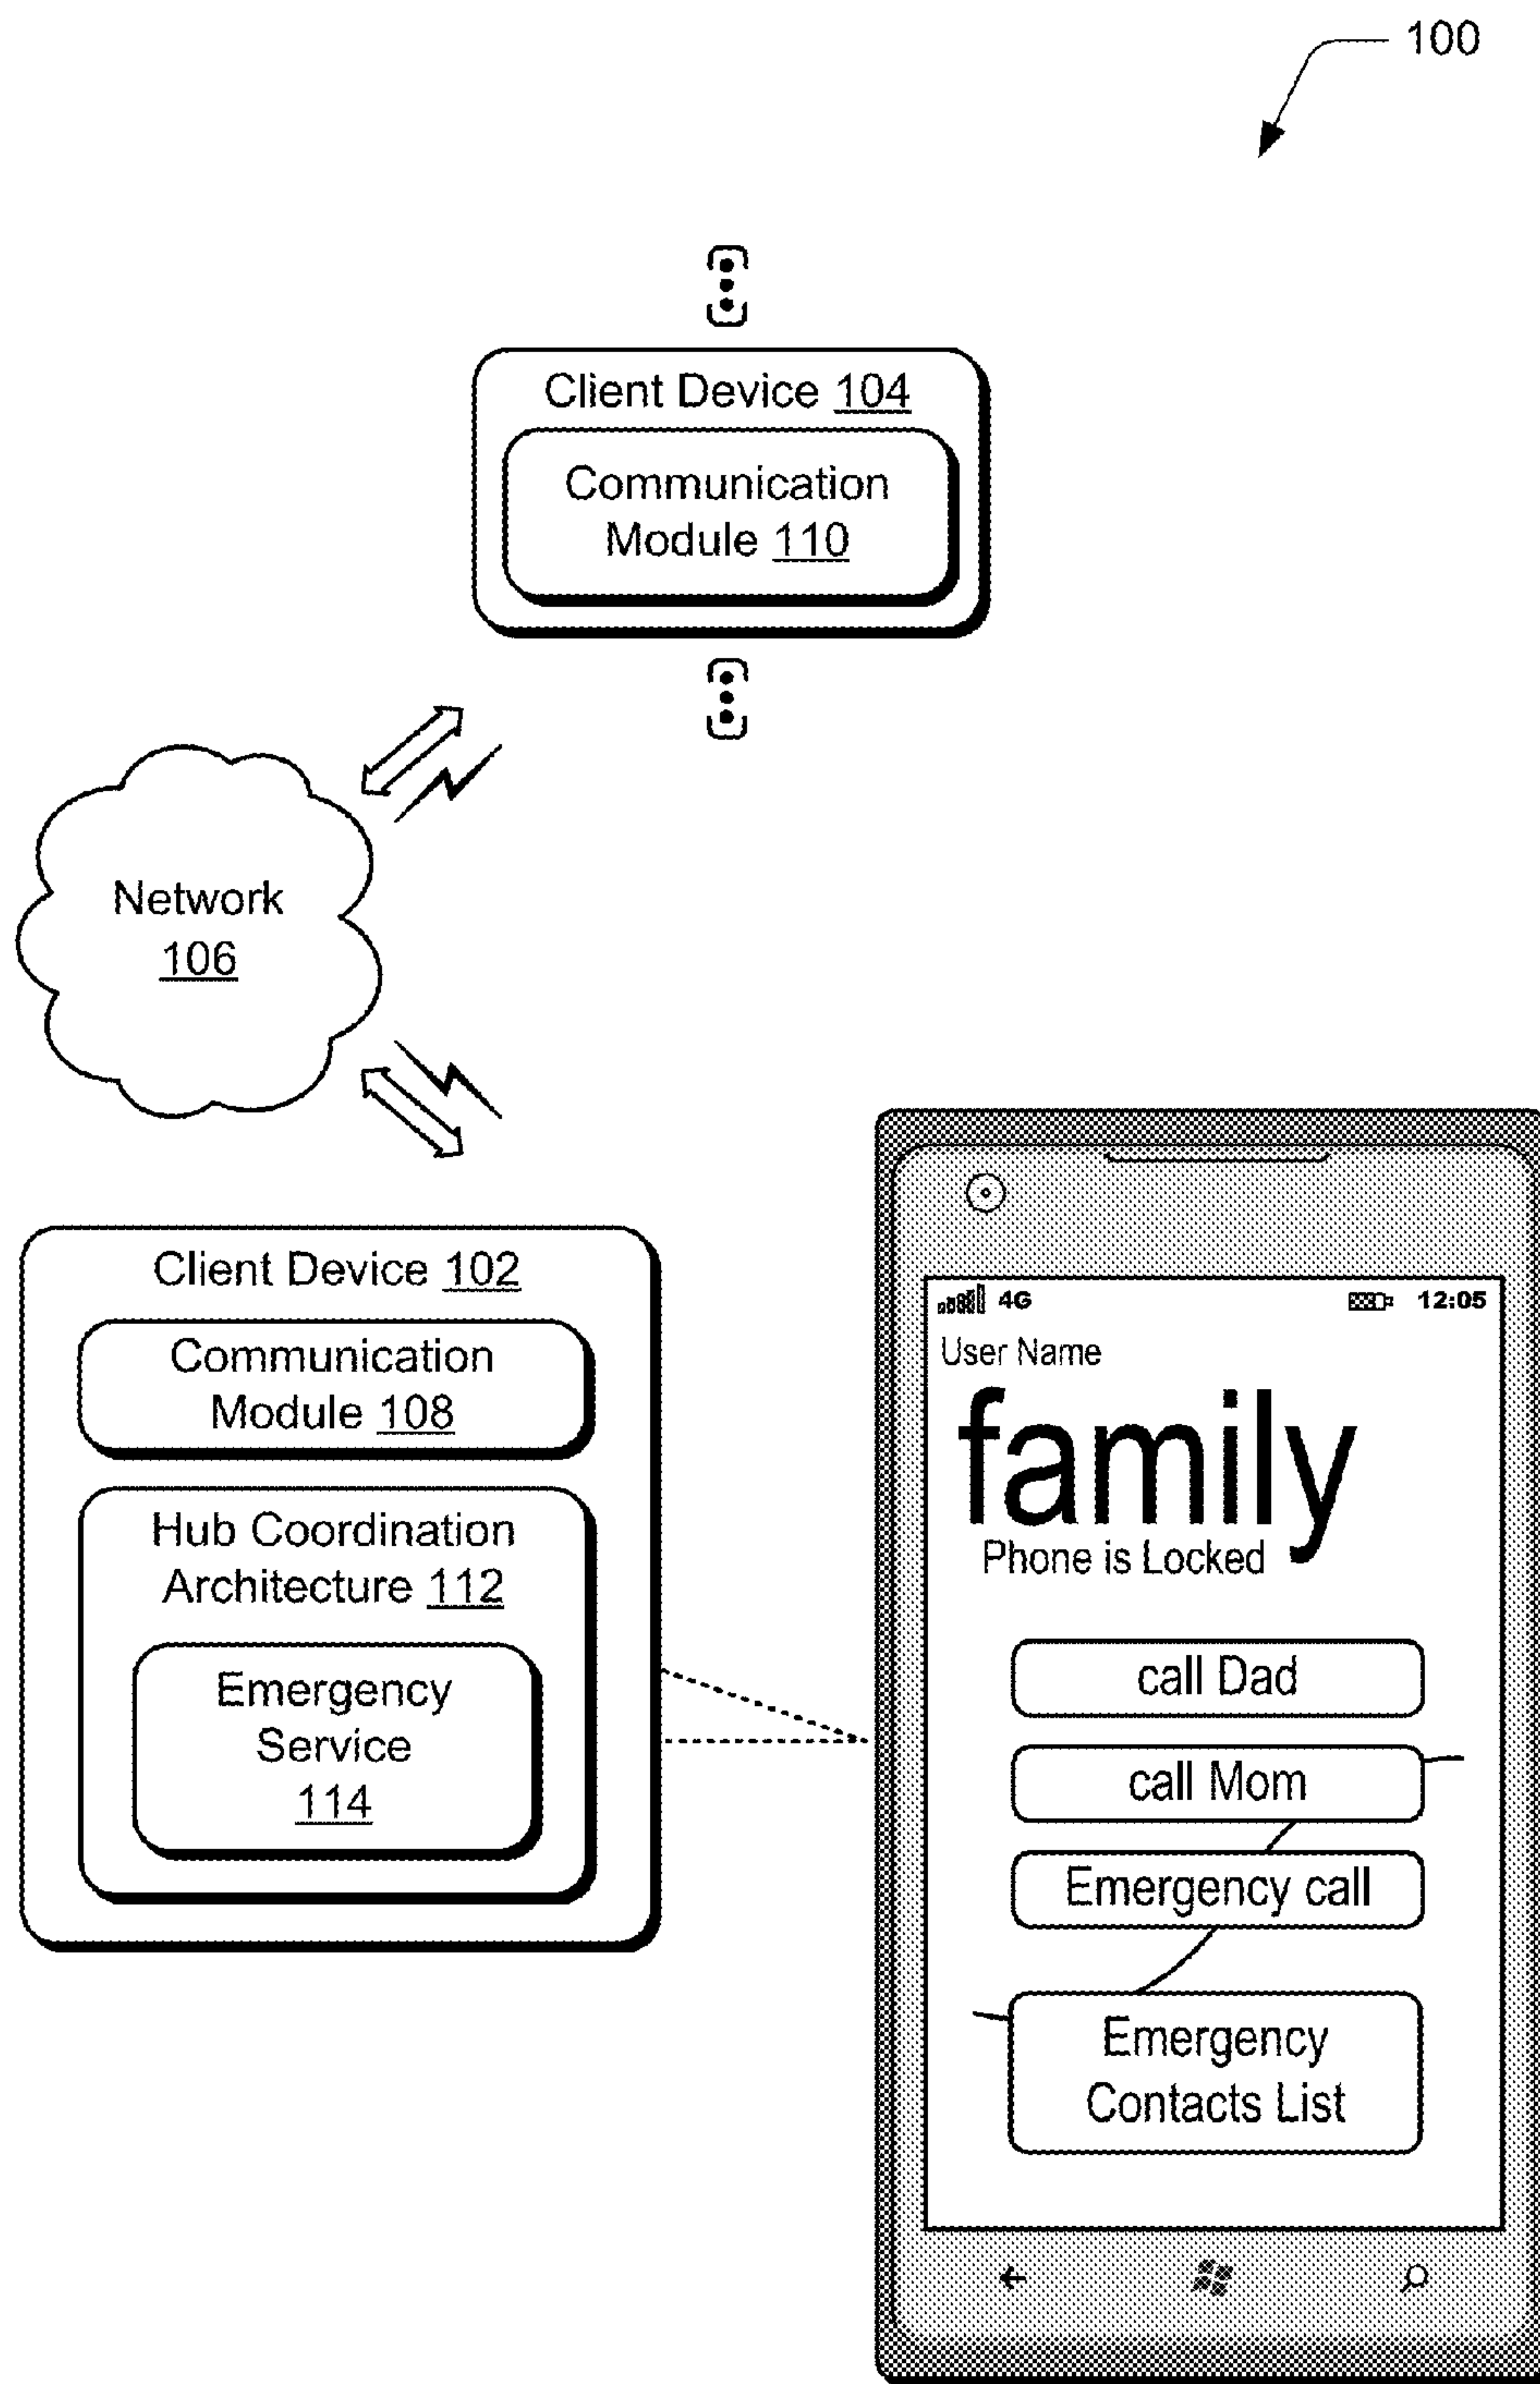 100
Client Device 104
Communication
Module 110
Network
106
Client Device 102
Communication
Module 108
Hub Coordination
Architecture 112
Emergency
Service
114
4G 12:05
User Name
family
Phone is Locked
call Dad
call Mom
Emergency call
Emergency
Contacts List